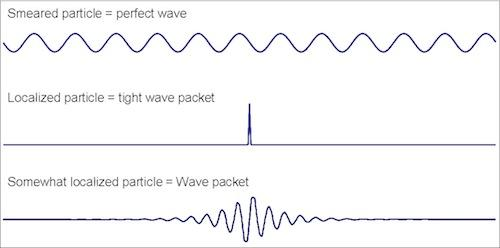 Smeared particle = perfect wave
Localized particle = tight wave packet
Somewhat localized particle = Wave packet